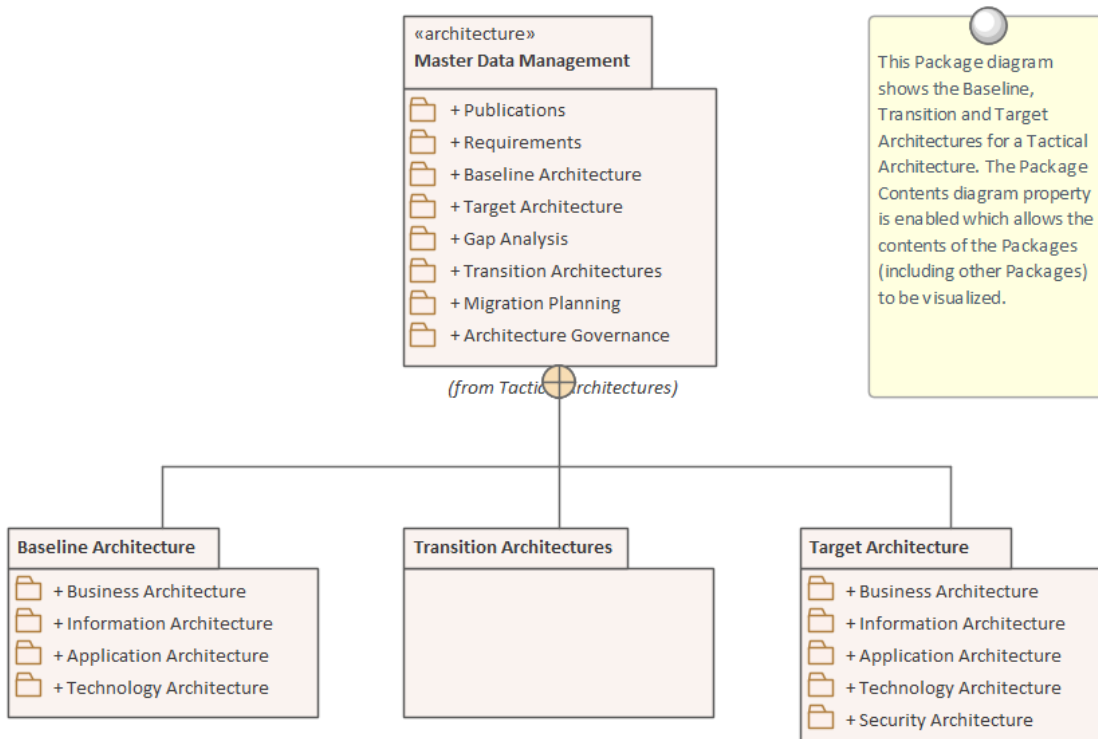 «architecture»
Master Data Management
+ Publications
+ Requirements
+ Baseline Architecture
+ Target Architecture
+ Gap Analysis
+ Transition Architectures
+ Migration Planning
+ Architecture Governance
(from Tactical Architectures)
This Package diagram
shows the Baseline,
Transition and Target
Architectures for a Tactical
Architecture. The Package
Contents diagram property
is enabled which allows the
contents of the Packages
(including other Packages)
to be visualized.
Baseline Architecture
+ Business Architecture
+ Information Architecture
+ Application Architecture
+ Technology Architecture
Transition Architectures
Target Architecture
+ Business Architecture
+ Information Architecture
+ Application Architecture
+ Technology Architecture
+ Security Architecture